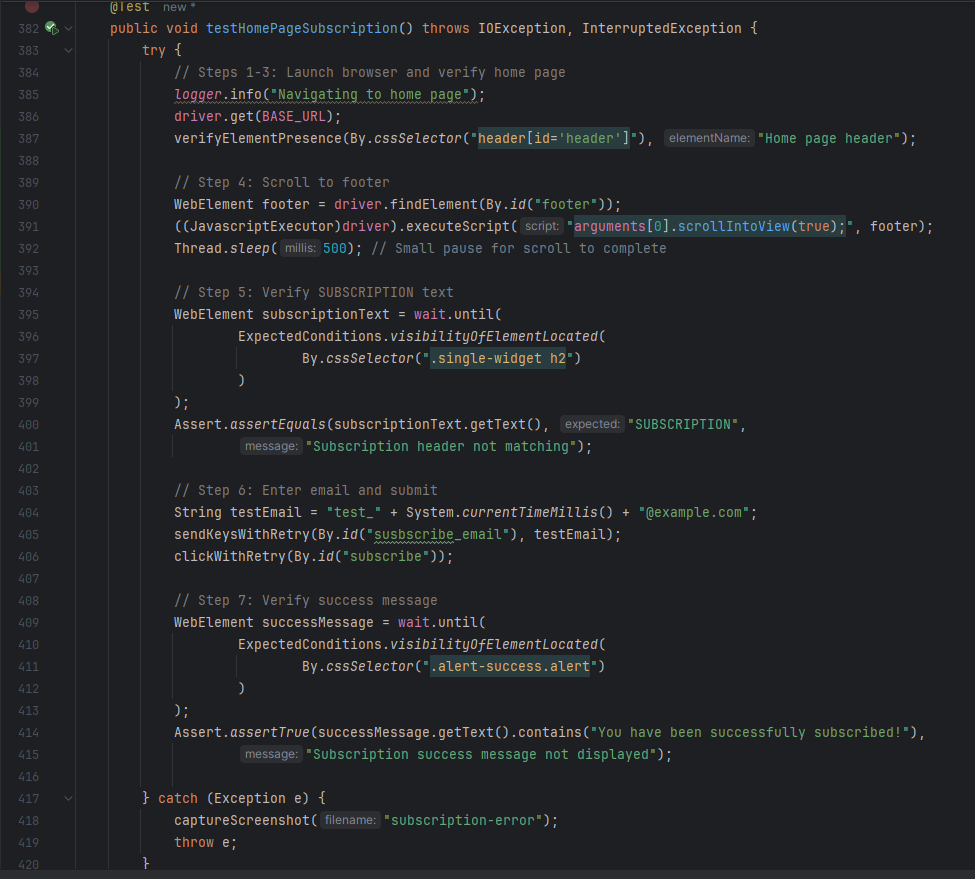 @Test new *
382 public void testHomePageSubscription() throws IOException, InterruptedException {
383 try {
384 // Steps 1-3: Launch browser and verify home page
385 logger.info("Navigating to home page");
386 driver.get(BASE_URL);
387 verifyElementPresence(By.cssSelector("header[id='header']"), elementName: "Home page header");
388
389 // Step 4: Scroll to footer
390 WebElement footer = driver.findElement(By.id("footer"));
391 ((JavascriptExecutor)driver).executeScript( script: "arguments[0].scrollIntoView(true);", footer);
392 Thread.sleep( millis: 500); // Small pause for scroll to complete
393
394 // Step 5: Verify SUBSCRIPTION text
395 WebElement subscriptionText = wait.until(
396 ExpectedConditions.visibilityOfElementLocated(
397 By.cssSelector(".single-widget h2")
398 )
399 );
400 Assert.assertEquals(subscriptionText.getText(), expected: "SUBSCRIPTION",
401 message: "Subscription header not matching");
402
403 // Step 6: Enter email and submit
404 String testEmail = "test_" + System.currentTimeMillis() + "@example.com";
405 sendKeysWithRetry(By.id("susbscribe_email"), testEmail);
406 clickWithRetry(By.id("subscribe"));
407
408 // Step 7: Verify success message
409 WebElement successMessage = wait.until(
410 ExpectedConditions.visibilityOfElementLocated(
411 By.cssSelector(".alert-success.alert")
412 )
413 );
414 Assert.assertTrue(successMessage.getText().contains("You have been successfully subscribed!"),
415 message: "Subscription success message not displayed");
416
417 } catch (Exception e) {
418 captureScreenshot( filename: "subscription-error");
419 throw e;
420 }